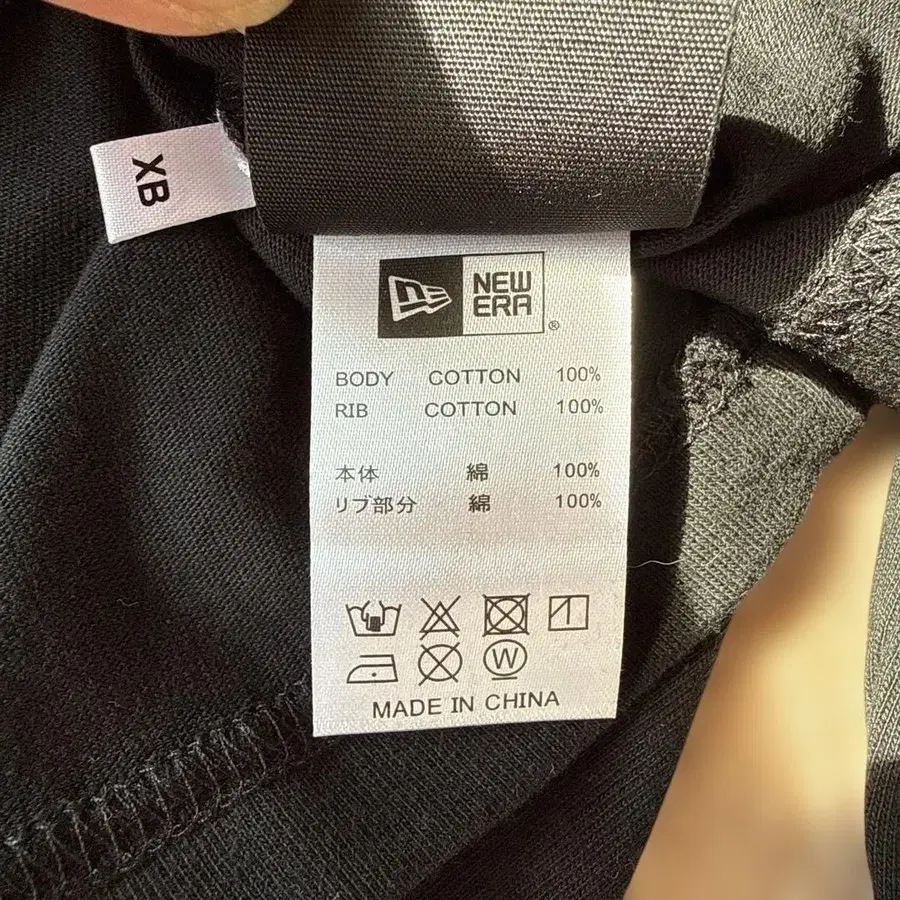 XB
NEW
ERA
®
BODY COTTON 100%
RIB COTTON 100%
本体 綿 100%
リブ部分 綿 100%
W
MADE IN CHINA